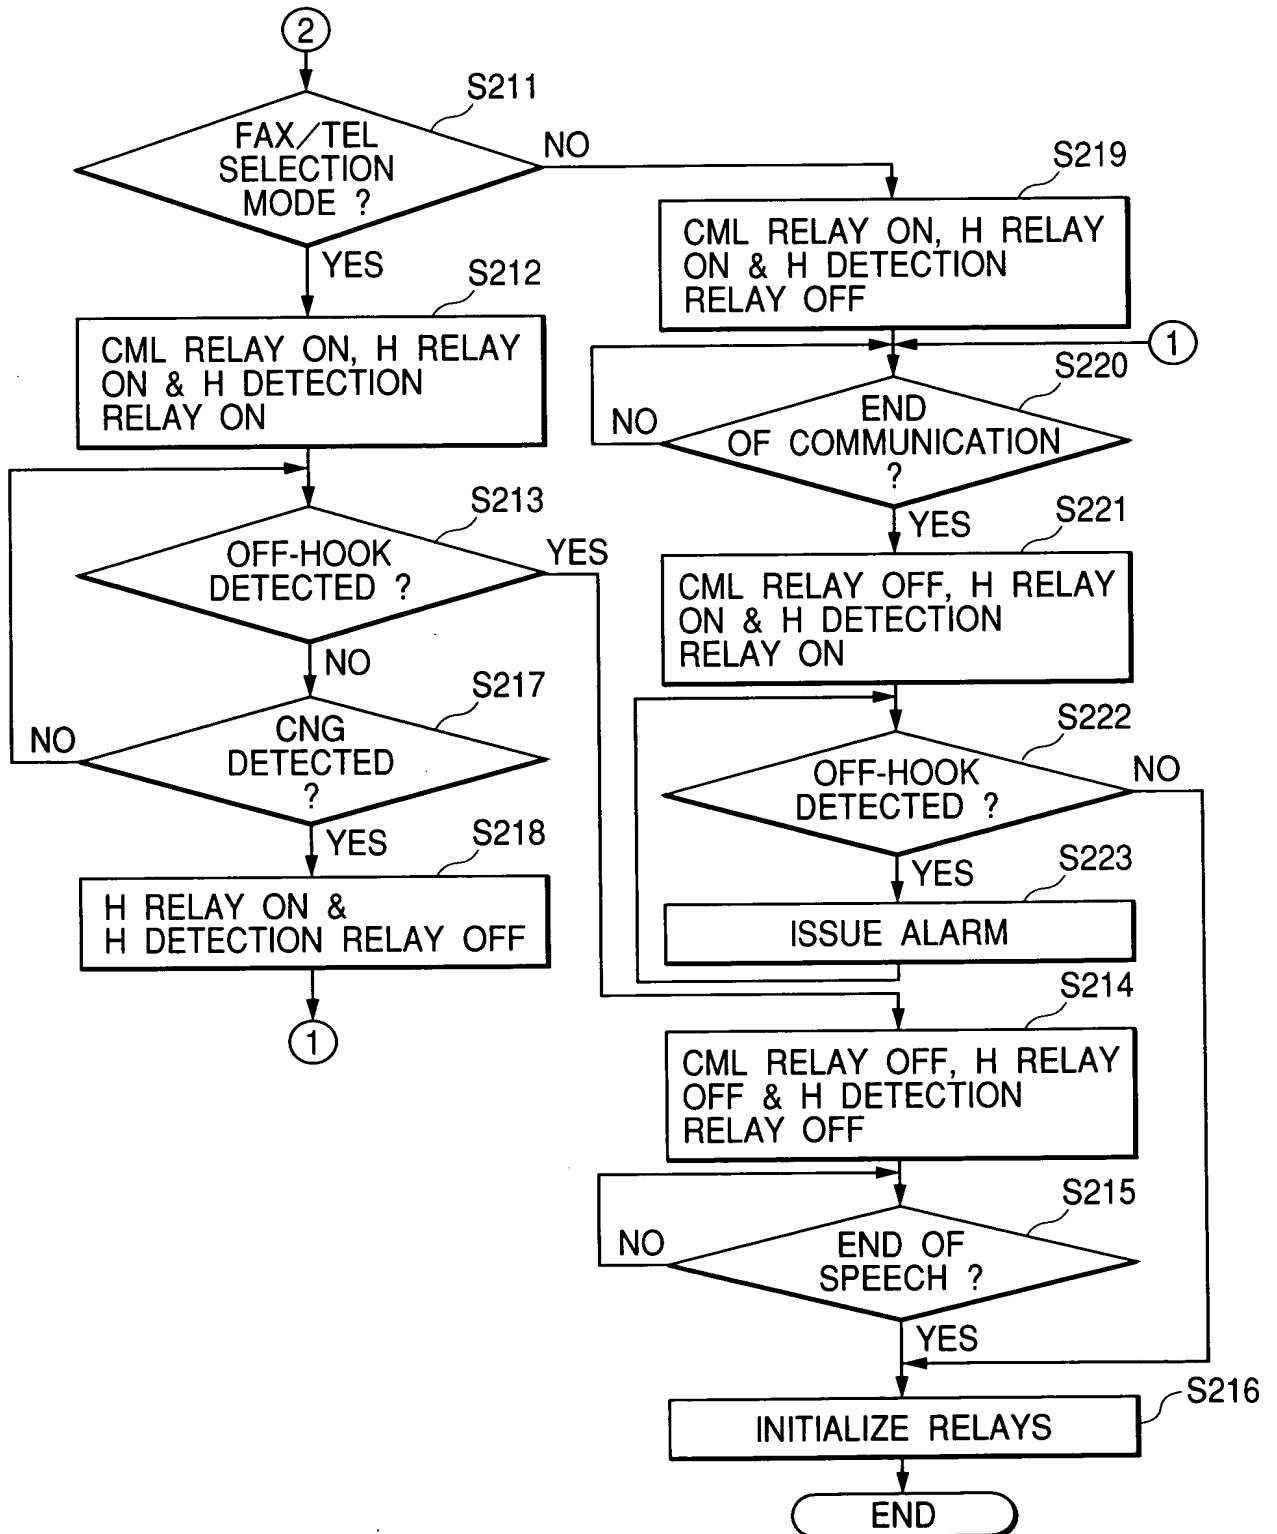 2
S211
FAX/TEL
SELECTION
MODE ?
NO
YES
S212
CML RELAY ON, H RELAY
ON & H DETECTION
RELAY ON
S213
OFF-HOOK
DETECTED ?
YES
NO
S217
CNG
DETECTED
?
NO
YES
S218
H RELAY ON &
H DETECTION RELAY OFF
1
S219
CML RELAY ON, H RELAY
ON & H DETECTION
RELAY OFF
1
S220
END
OF COMMUNICATION
?
NO
YES
S221
CML RELAY OFF, H RELAY
ON & H DETECTION
RELAY ON
S222
OFF-HOOK
DETECTED ?
NO
YES
S223
ISSUE ALARM
S214
CML RELAY OFF, H RELAY
OFF & H DETECTION
RELAY OFF
S215
END OF
SPEECH ?
NO
YES
S216
INITIALIZE RELAYS
END